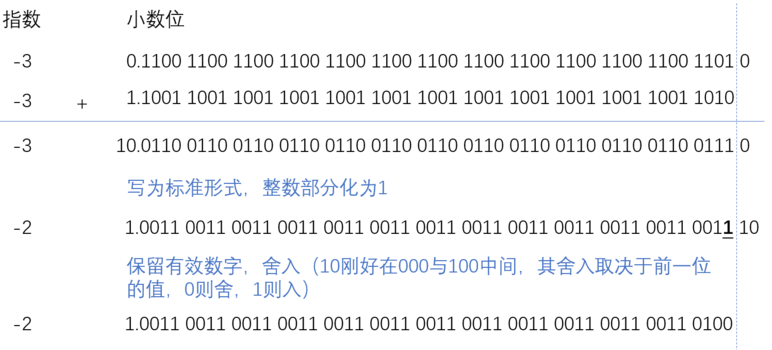 指数 小数位
-3 0.1100 1100 1100 1100 1100 1100 1100 1100 1100 1100 1100 1100 1101 0
-3 + 1.1001 1001 1001 1001 1001 1001 1001 1001 1001 1001 1001 1001 1010
-3 10.0110 0110 0110 0110 0110 0110 0110 0110 0110 0110 0110 0110 0111 0
写为标准形式，整数部分化为1
-2 1.0011 0011 0011 0011 0011 0011 0011 0011 0011 0011 0011 0011 0011 10
保留有效数字，舍入（10刚好在000与100中间，其舍入取决于前一位
的值，0则舍，1则入）
-2 1.0011 0011 0011 0011 0011 0011 0011 0011 0011 0011 0011 0011 0100